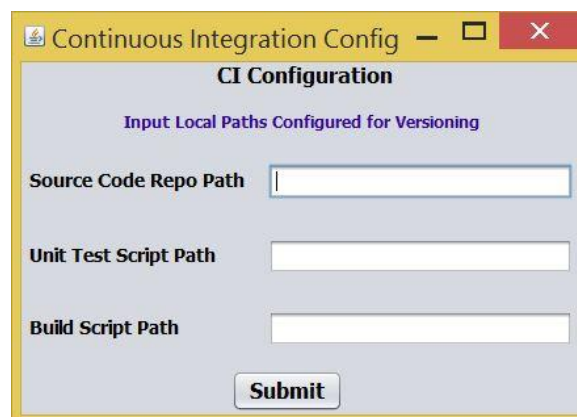 Continuous Integration Config
CI Configuration
Input Local Paths Configured for Versioning
Source Code Repo Path
Unit Test Script Path
Build Script Path
Submit